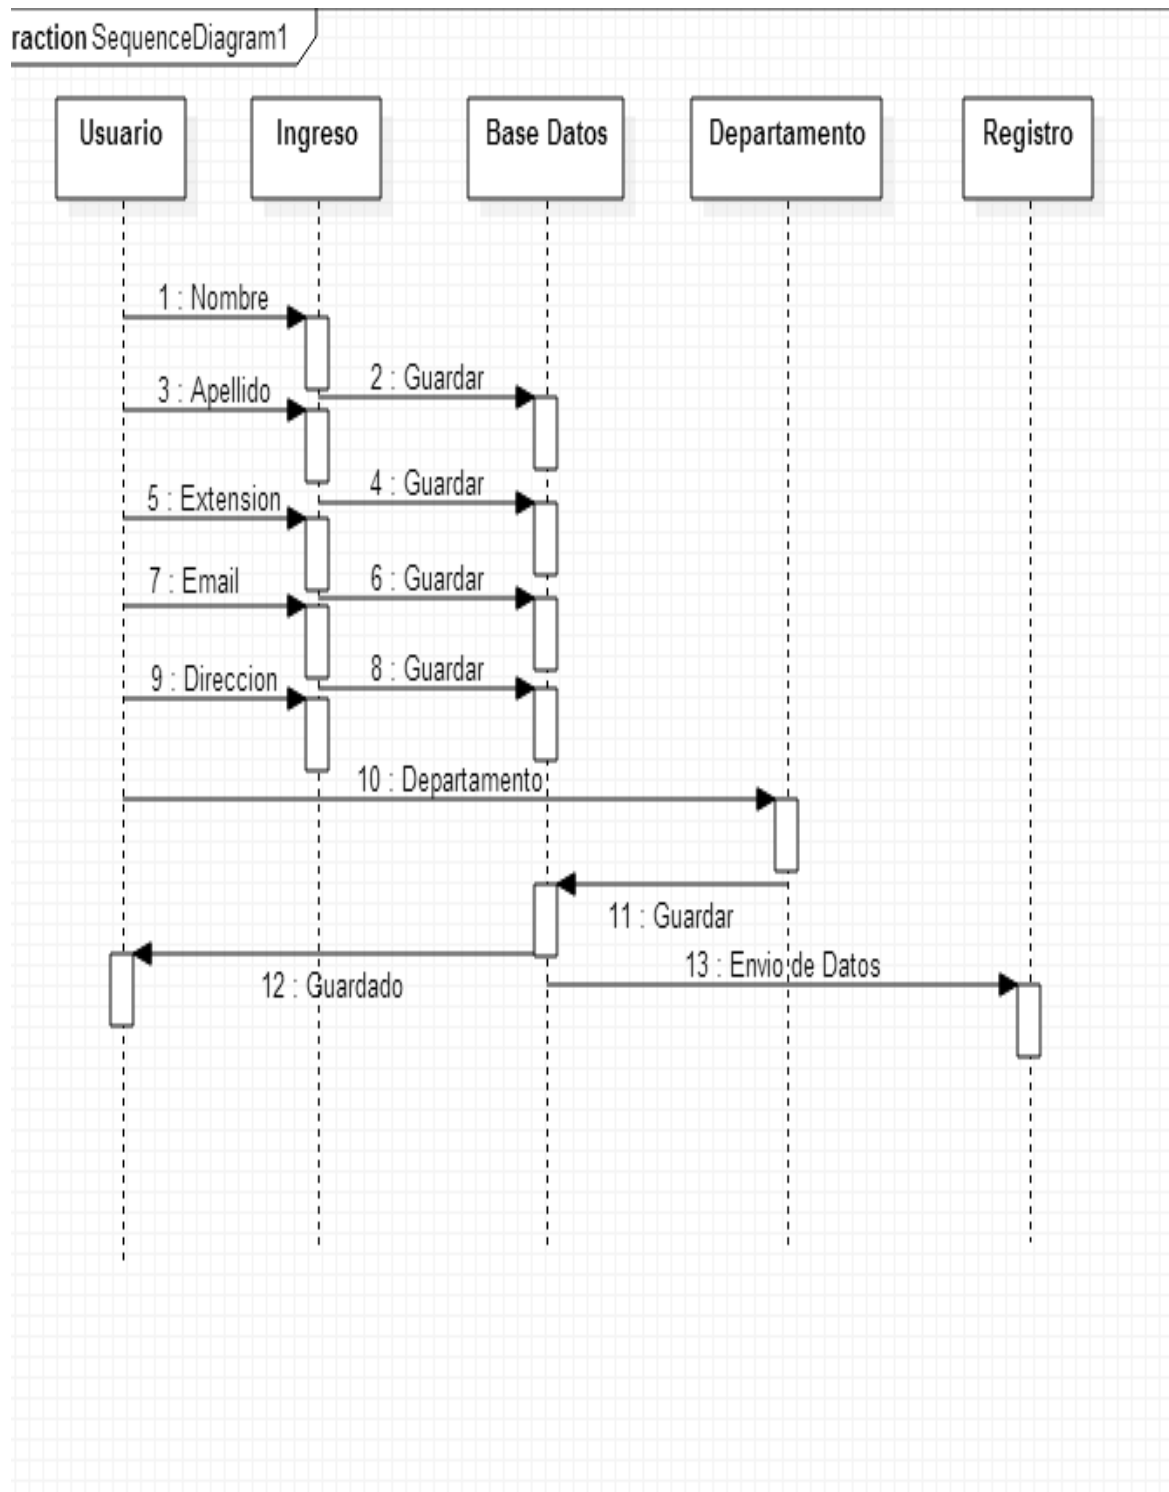 raction SequenceDiagram1
Usuario
Ingreso
Base Datos
Departamento
Registro
1 : Nombre
2 : Guardar
3 : Apellido
4 : Guardar
5 : Extension
6 : Guardar
7 : Email
8 : Guardar
9 : Direccion
10 : Departamento
11 : Guardar
12 : Guardado
13 : Envio de Datos